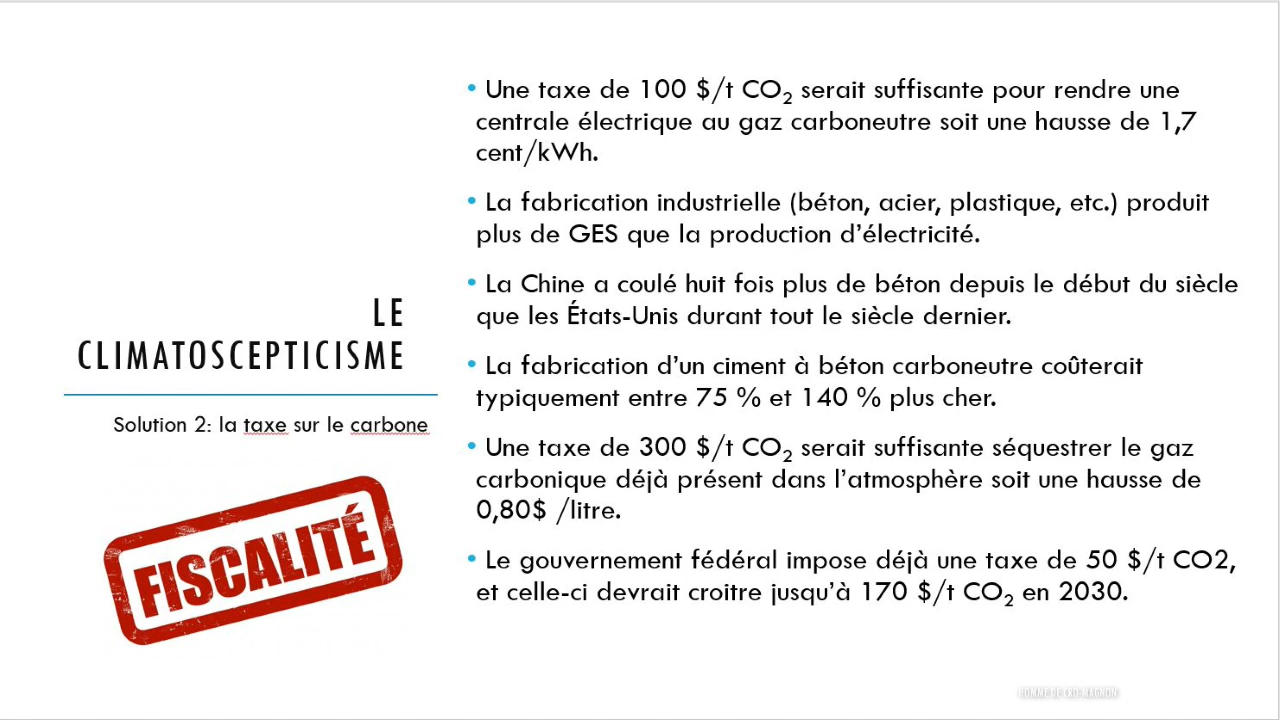 LE
CLIMATOSCEPTICISME
Solution 2: la taxe sur le carbone
FISCALITÉ
• Une taxe de 100 $/t CO₂ serait suffisante pour rendre une
centrale électrique au gaz carboneutre soit une hausse de 1,7
cent/kWh.
• La fabrication industrielle (béton, acier, plastique, etc.) produit
plus de GES que la production d’électricité.
• La Chine a coulé huit fois plus de béton depuis le début du siècle
que les États-Unis durant tout le siècle dernier.
• La fabrication d’un ciment à béton carboneutre coûterait
typiquement entre 75 % et 140 % plus cher.
• Une taxe de 300 $/t CO₂ serait suffisante séquestrer le gaz
carbonique déjà présent dans l’atmosphère soit une hausse de
0,80$ /litre.
• Le gouvernement fédéral impose déjà une taxe de 50 $/t CO2,
et celle-ci devrait croitre jusqu’à 170 $/t CO₂ en 2030.
HOMME DE CRO-MAGNON